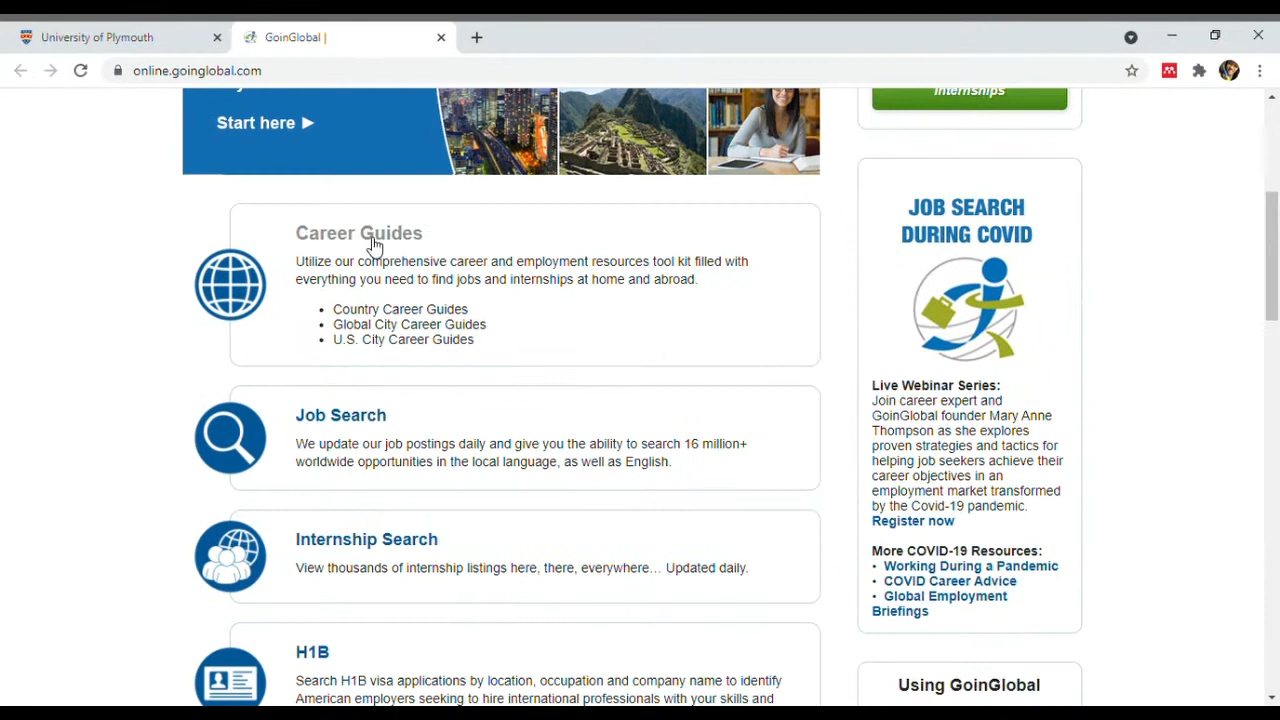 University of Plymouth
GoinGlobal |
online.goinglobal.com
Start here
Career Guides
Utilize our comprehensive career and employment resources tool kit filled with
everything you need to find jobs and internships at home and abroad.
• Country Career Guides
• Global City Career Guides
• U.S. City Career Guides
Job Search
We update our job postings daily and give you the ability to search 16 million+
worldwide opportunities in the local language, as well as English.
Internship Search
View thousands of internship listings here, there, everywhere… Updated daily.
H1B
Search H1B visa applications by location, occupation and company name to identify
American employers seeking to hire international professionals with your skills and
Internships
JOB SEARCH
DURING COVID
Live Webinar Series:
Join career expert and
GoinGlobal founder Mary Anne
Thompson as she explores
proven strategies and tactics for
helping job seekers achieve their
career objectives in an
employment market transformed
by the Covid-19 pandemic.
Register now
More COVID-19 Resources:
• Working During a Pandemic
• COVID Career Advice
• Global Employment
Briefings
Using GoinGlobal